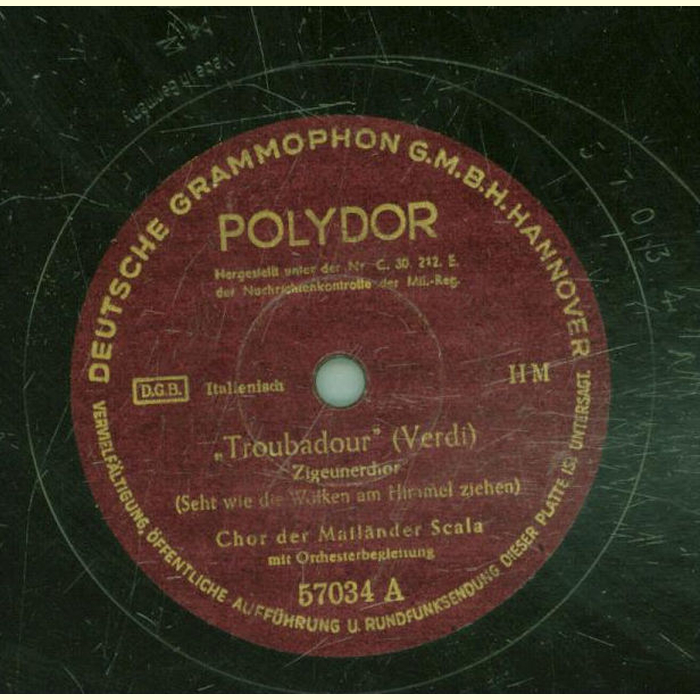 DEUTSCHE GRAMMOPHON G.M.B.H. HANNOVER
POLYDOR
Hergestellt unter der Nr. C. 30. 212. E.
der Nachrichtenkontrolle der Mil.-Reg.
D.G.B. Italienisch HM
„Troubadour" (Verdi)
Zigeunerchor
(Seht wie die Wolken am Himmel ziehen)
Chor der Mailänder Scala
mit Orchesterbegleitung
57034 A
VERVIELFÄLTIGUNG, ÖFFENTLICHE AUFFÜHRUNG U. RUNDFUNKSENDUNG DIESER PLATTE IST UNTERSAGT.